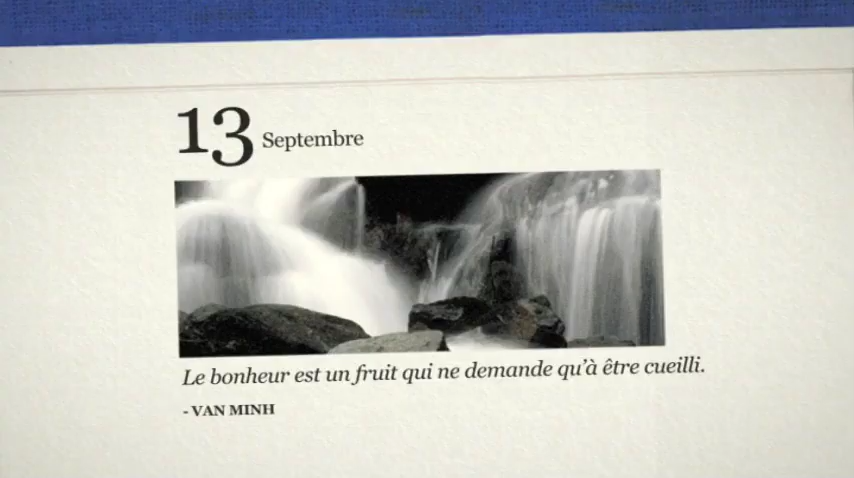 13 Septembre
Le bonheur est un fruit qui ne demande qu'à être cueilli.
- VAN MINH